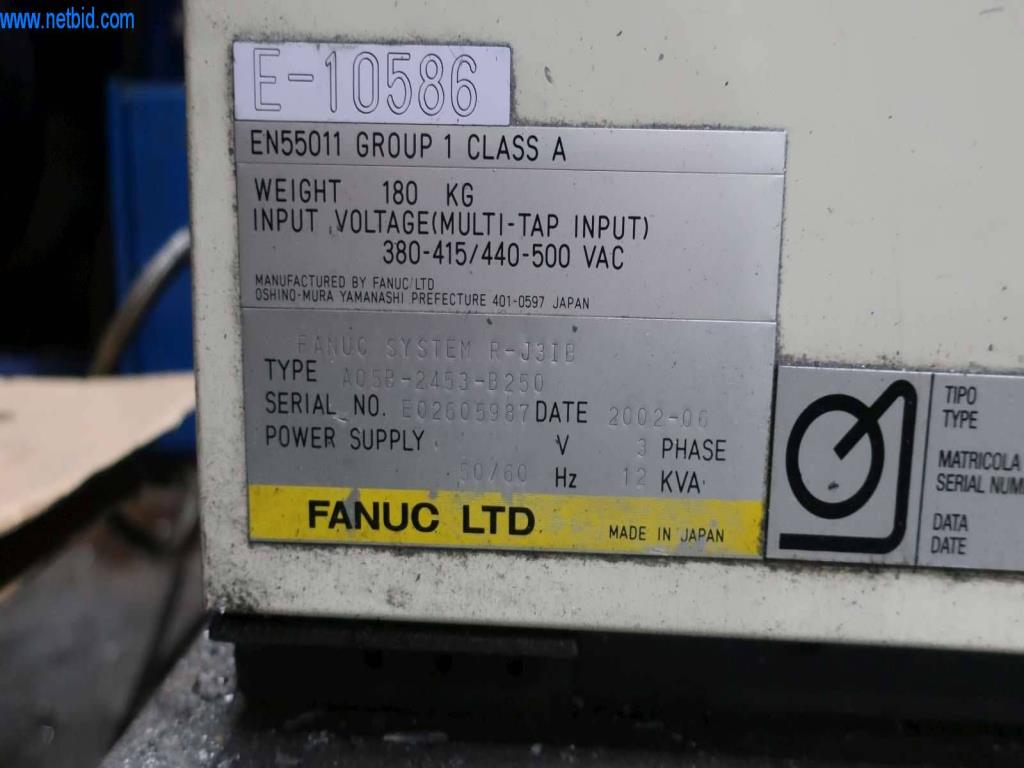 www.netbid.com
E-10586
EN55011 GROUP 1 CLASS A
WEIGHT 180 KG
INPUT VOLTAGE(MULTI-TAP INPUT)
380-415/440-500 VAC
MANUFACTURED BY FANUC LTD
OSHINO-MURA YAMANASHI PREFECTURE 401-0597 JAPAN
FANUC SYSTEM R-J3IB
TYPE A05B-2453-B250
SERIAL NO. E02605987 DATE 2002-06
POWER SUPPLY V 3 PHASE
50/60 Hz 12 KVA
FANUC LTD MADE IN JAPAN
TIPO
TYPE
MATRICOLA
SERIAL NUM
DATA
DATE